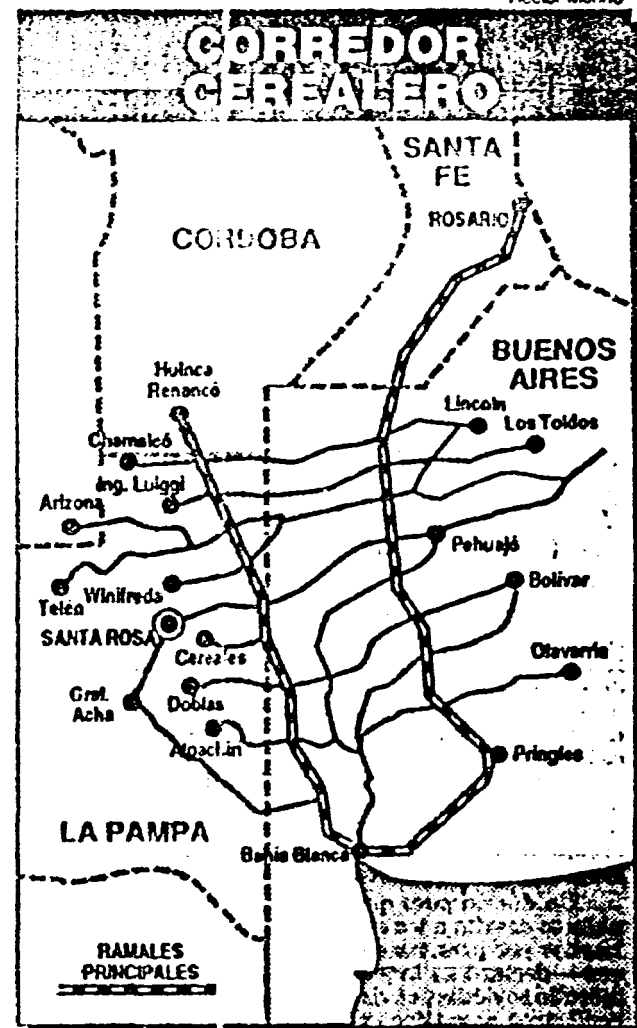 CORREDOR
CEREALERO
SANTA
FE
ROSARIO
CORDOBA
BUENOS
AIRES
Huinca
Renancó
Lincoln
Los Toldos
Chamaicó
Ing. Luiggi
Arizona
Pehuajó
Telén
Winifreda
Bolívar
SANTA ROSA
Cereales
Olavarría
Gral.
Acha
Doblas
Alpachiri
Pringles
LA PAMPA
Bahía Blanca
RAMALES
PRINCIPALES